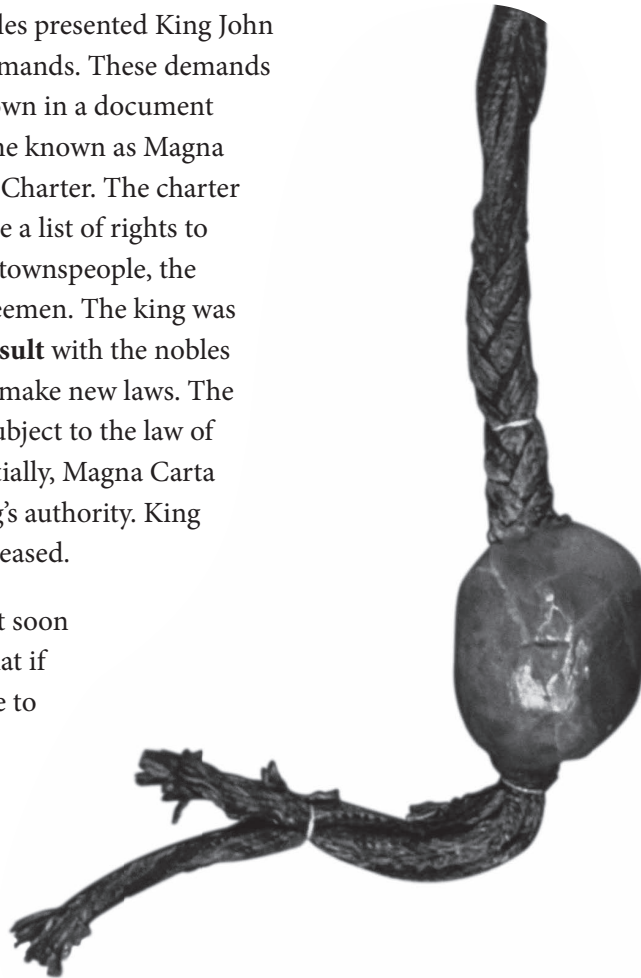 les presented King John
mands. These demands
own in a document
ne known as Magna
Charter. The charter
e a list of rights to
townspeople, the
eemen. The king was
sult with the nobles
make new laws. The
ubject to the law of
tially, Magna Carta
g’s authority. King
eased.
t soon
at if
e to